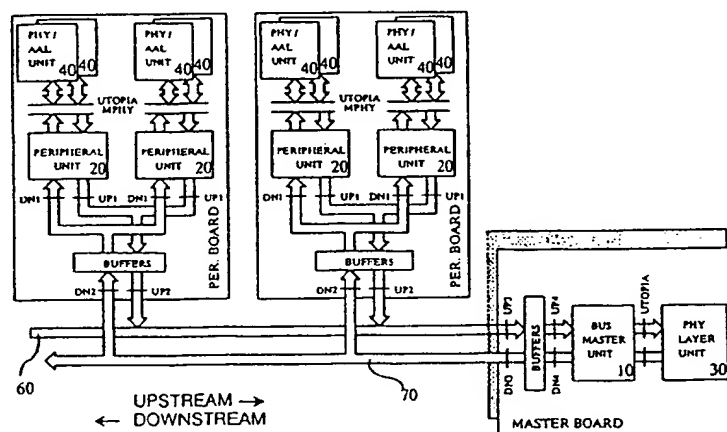 PHY/
AAL
UNIT
40
40
PHY/
AAL
UNIT
40
40
UTOPIA
MPHY
PERIPHERAL
UNIT
20
PERIPHERAL
UNIT
20
DN1
UP1
DN1
UP1
BUFFERS
DN2
UP2
PER. BOARD
PHY/
AAL
UNIT
40
40
PHY/
AAL
UNIT
40
40
UTOPIA
MPHY
PERIPHERAL
UNIT
20
PERIPHERAL
UNIT
20
DN1
UP1
DN1
UP1
BUFFERS
DN2
UP2
PER. BOARD
UP3
DN3
BUFFERS
UP4
DN4
BUS
MASTER
UNIT
10
UTOPIA
PHY
LAYER
UNIT
30
60
70
UPSTREAM
DOWNSTREAM
MASTER BOARD